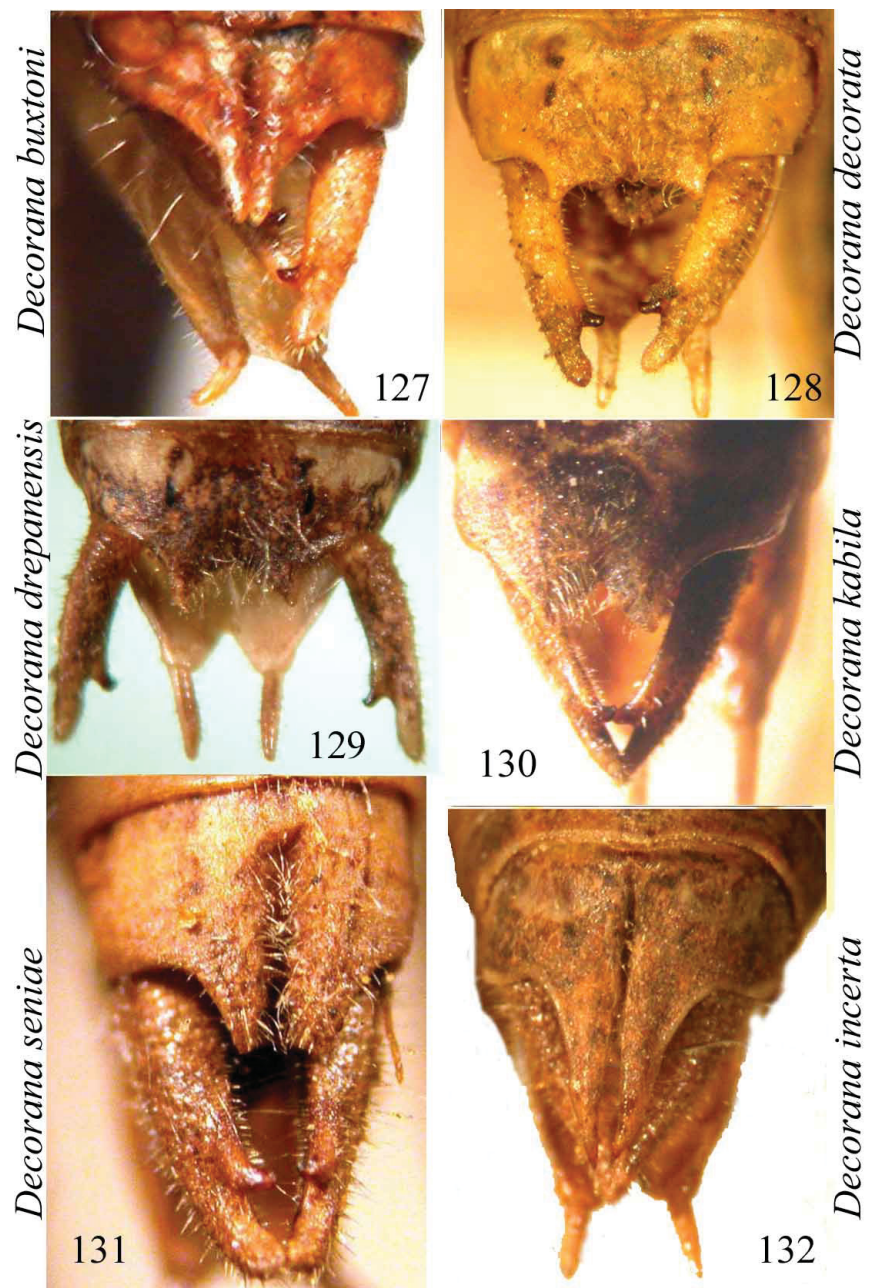 Decorana buxtoni
127
128
Decorana decorata
Decorana drepanensis
129
130
Decorana kabila
Decorana seniae
131
132
Decorana incerta